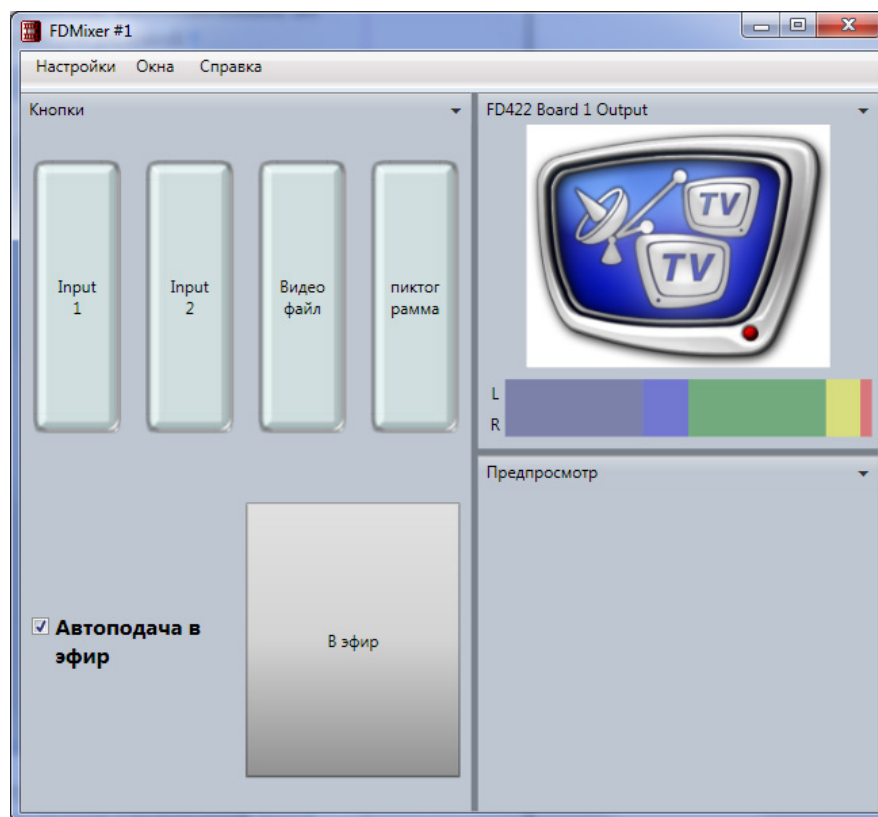 FDMixer #1
Настройки Окна Справка
Кнопки
Input
1
Input
2
Видео
файл
пиктог
рамма
Автоподача в
эфир
В эфир
FD422 Board 1 Output
TV
TV
L
R
Предпросмотр